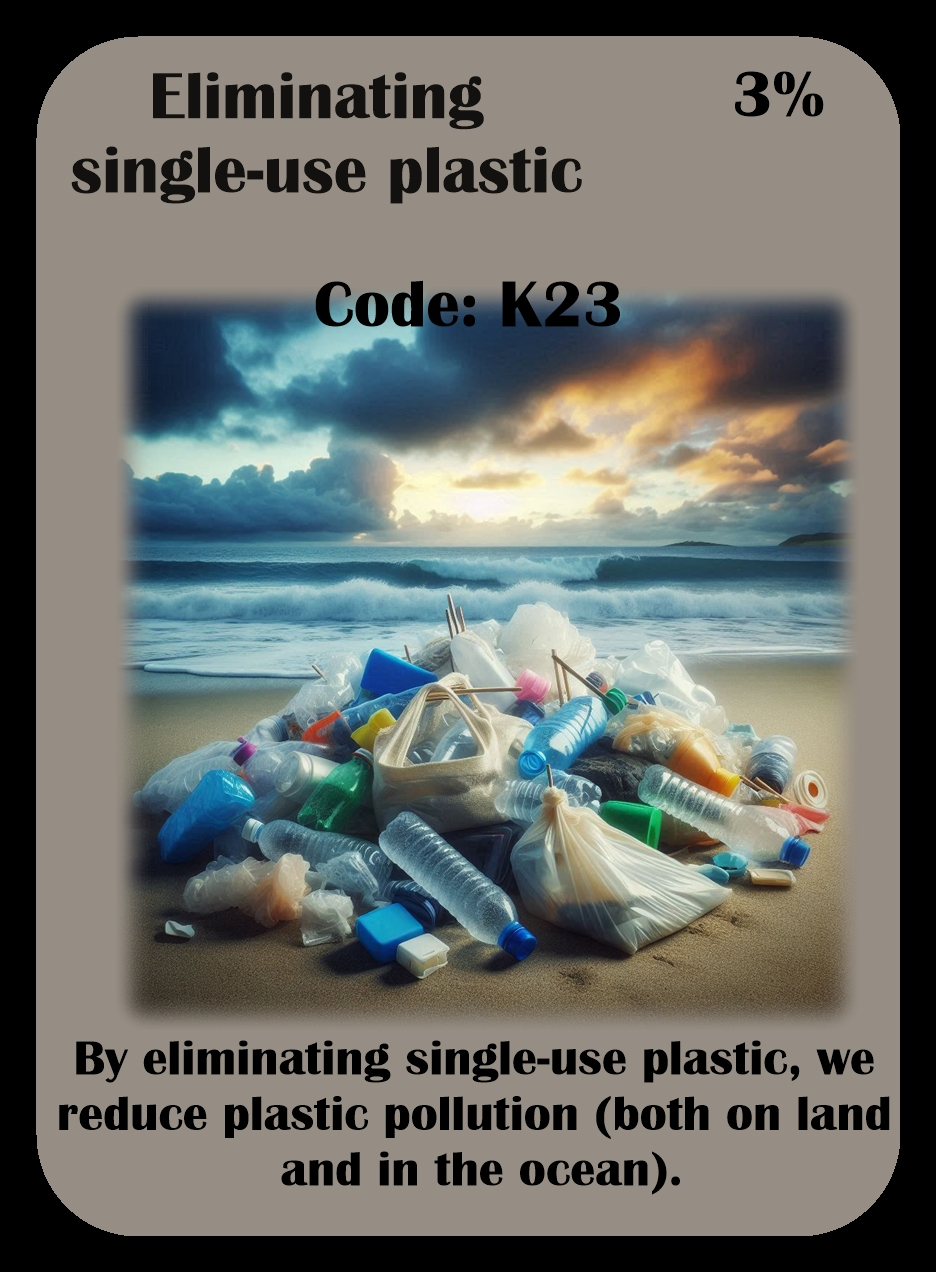 Eliminating
3%
single-use plastic
Code: K23
By eliminating single-use plastic, we
reduce plastic pollution (both on land
and in the ocean).